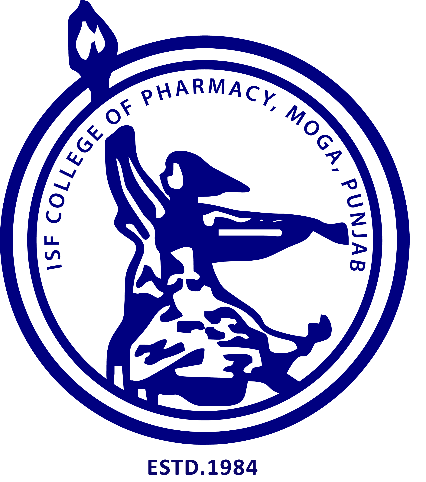 ISF COLLEGE OF PHARMACY, MOGA, PUNJAB
ESTD.1984